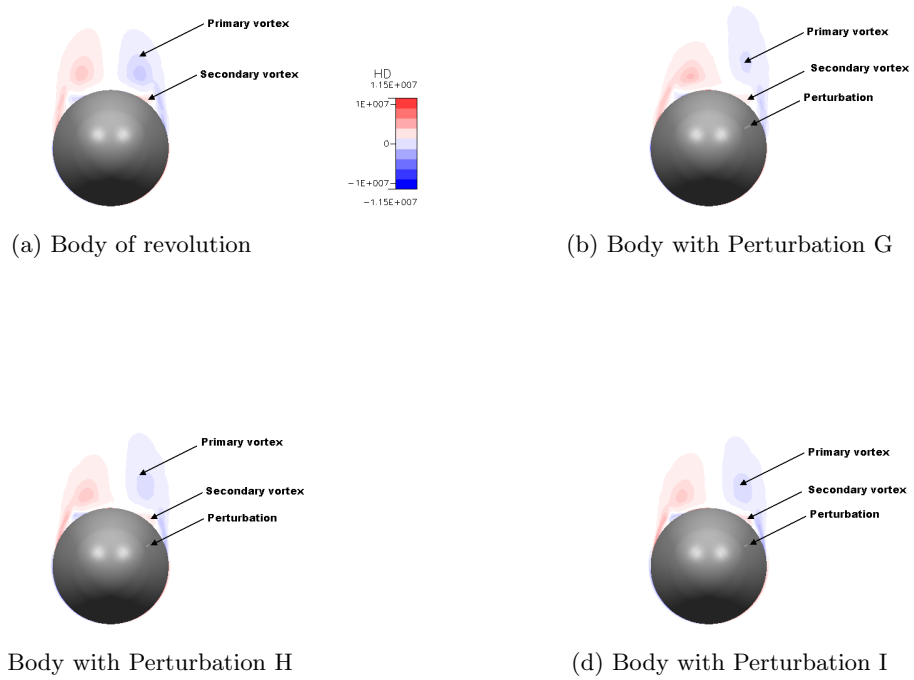 Primary vortex
Secondary vortex
HD
1.15E+007
1E+007
0
-1E+007
-1.15E+007
(a) Body of revolution
Primary vortex
Secondary vortex
Perturbation
(b) Body with Perturbation G
Primary vortex
Secondary vortex
Perturbation
Body with Perturbation H
Primary vortex
Secondary vortex
Perturbation
(d) Body with Perturbation I